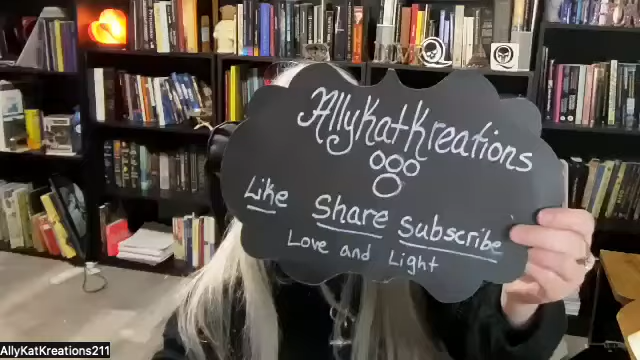 AllyKatKreations
Like Share Subscribe
Love and Light
AllyKatKreations211